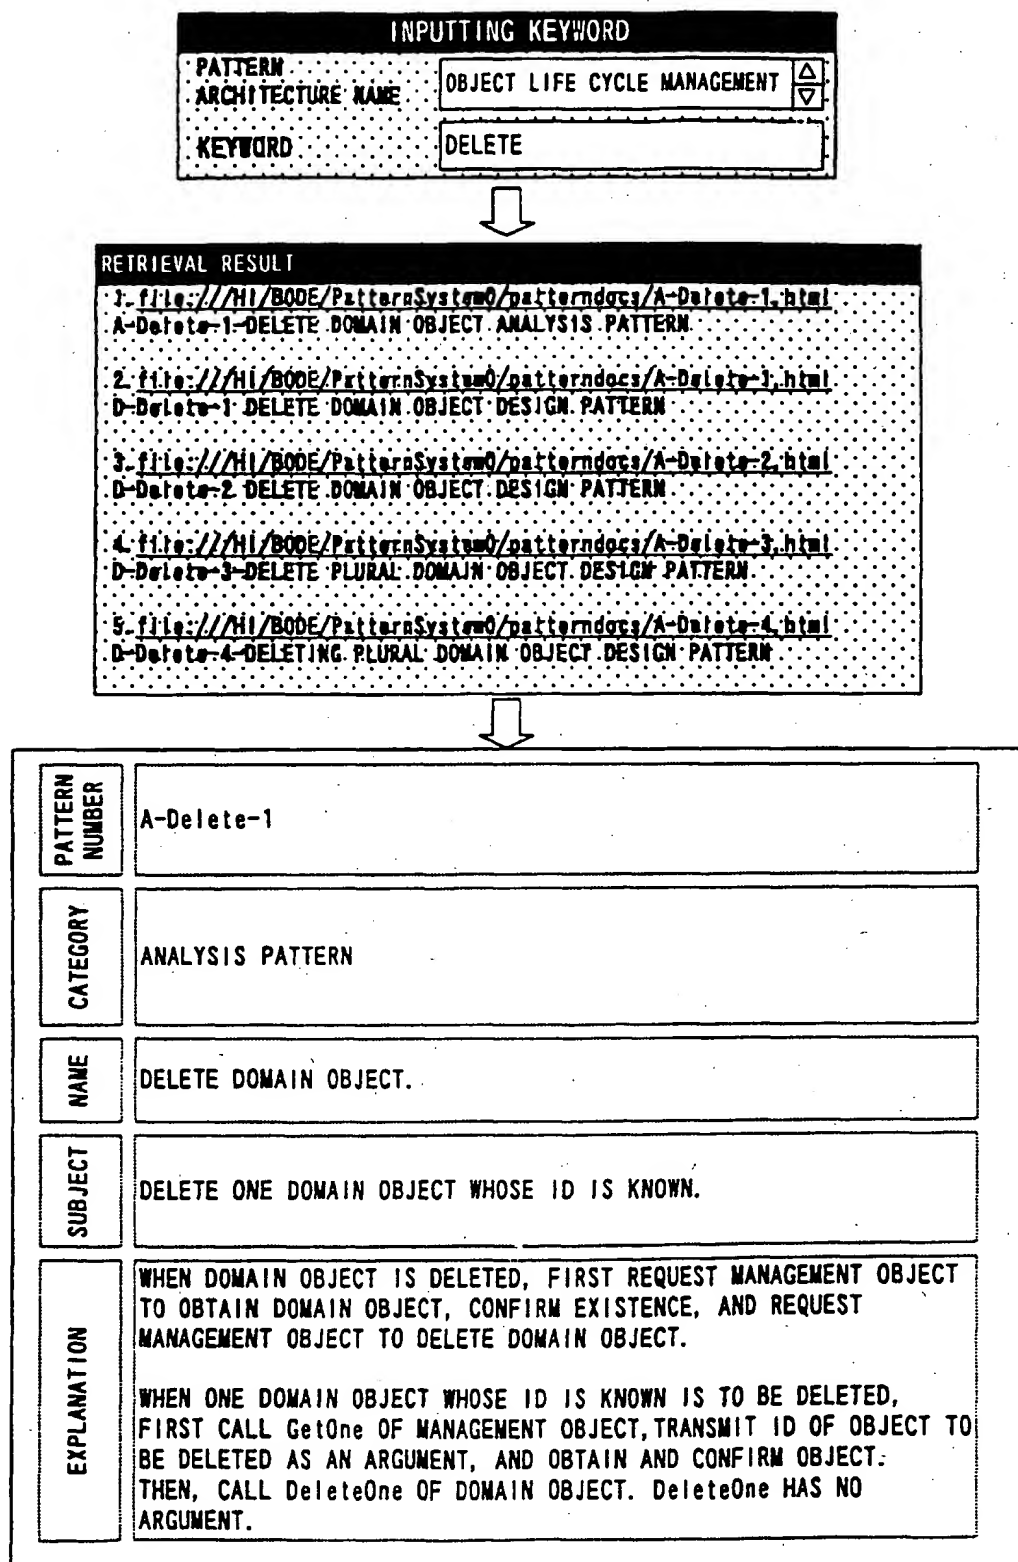 INPUTTING KEYWORD
PATTERN
ARCHITECTURE NAME
OBJECT LIFE CYCLE MANAGEMENT
KEYWORD
DELETE
RETRIEVAL RESULT
1. file:///HI/BODE/PatternSystem0/patterndocs/A-Delete-1.html
A-Delete-1-DELETE DOMAIN OBJECT ANALYSIS PATTERN
2. file:///HI/BODE/PatternSystem0/patterndocs/A-Delete-1.html
D-Delete-1 DELETE DOMAIN OBJECT DESIGN PATTERN
3. file:///HI/BODE/PatternSystem0/patterndocs/A-Delete-2.html
D-Delete-2 DELETE DOMAIN OBJECT DESIGN PATTERN
4. file:///HI/BODE/PatternSystem0/patterndocs/A-Delete-3.html
D-Delete-3-DELETE PLURAL DOMAIN OBJECT DESIGN PATTERN
5. file:///HI/BODE/PatternSystem0/patterndocs/A-Delete-4.html
D-Delete-4-DELETING PLURAL DOMAIN OBJECT DESIGN PATTERN
PATTERN
NUMBER
A-Delete-1
CATEGORY
ANALYSIS PATTERN
NAME
DELETE DOMAIN OBJECT.
SUBJECT
DELETE ONE DOMAIN OBJECT WHOSE ID IS KNOWN.
EXPLANATION
WHEN DOMAIN OBJECT IS DELETED, FIRST REQUEST MANAGEMENT OBJECT
TO OBTAIN DOMAIN OBJECT, CONFIRM EXISTENCE, AND REQUEST
MANAGEMENT OBJECT TO DELETE DOMAIN OBJECT.
WHEN ONE DOMAIN OBJECT WHOSE ID IS KNOWN IS TO BE DELETED,
FIRST CALL GetOne OF MANAGEMENT OBJECT, TRANSMIT ID OF OBJECT TO
BE DELETED AS AN ARGUMENT, AND OBTAIN AND CONFIRM OBJECT.
THEN, CALL DeleteOne OF DOMAIN OBJECT. DeleteOne HAS NO
ARGUMENT.